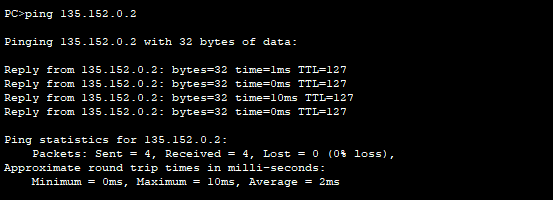 PC>ping 135.152.0.2
Pinging 135.152.0.2 with 32 bytes of data:
Reply from 135.152.0.2: bytes=32 time=1ms TTL=127
Reply from 135.152.0.2: bytes=32 time=0ms TTL=127
Reply from 135.152.0.2: bytes=32 time=10ms TTL=127
Reply from 135.152.0.2: bytes=32 time=0ms TTL=127
Ping statistics for 135.152.0.2:
Packets: Sent = 4, Received = 4, Lost = 0 (0% loss),
Approximate round trip times in milli-seconds:
Minimum = 0ms, Maximum = 10ms, Average = 2ms